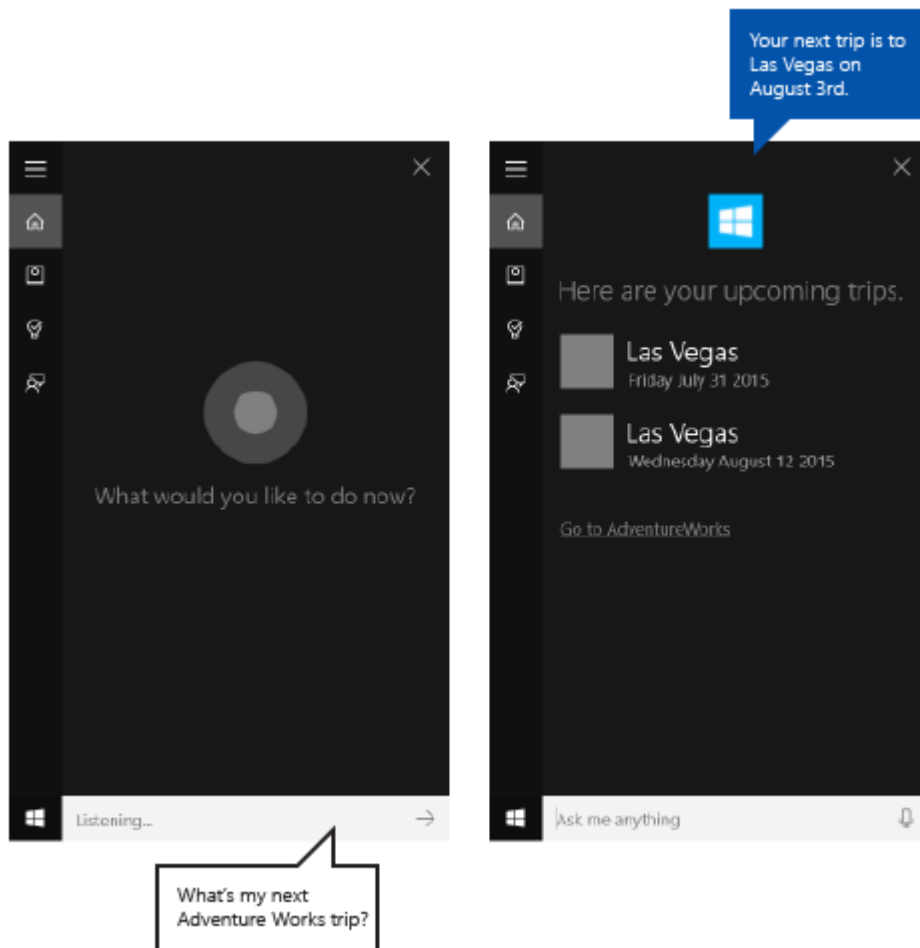 Your next trip is to
Las Vegas on
August 3rd.
What would you like to do now?
Listening...
What's my next
Adventure Works trip?
Here are your upcoming trips.
Las Vegas
Friday July 31 2015
Las Vegas
Wednesday August 12 2015
Go to AdventureWorks
Ask me anything